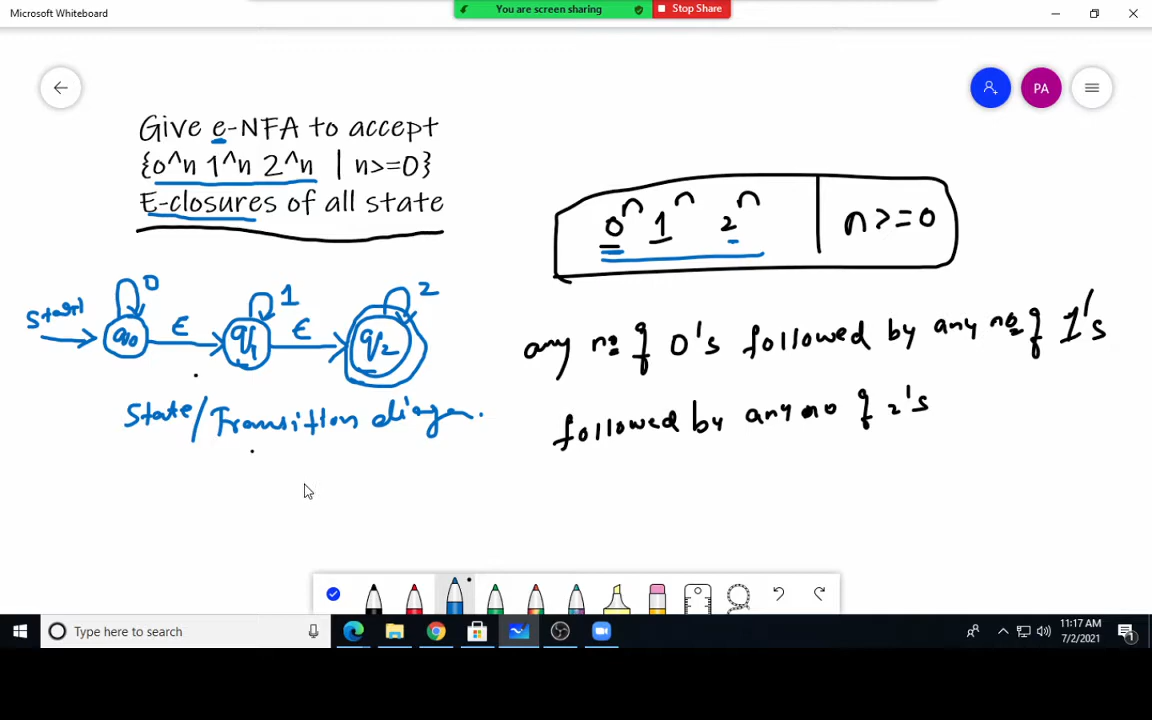 Microsoft Whiteboard
You are screen sharing
Stop Share
PA
Give e-NFA to accept
{0^n 1^n 2^n | n>=0}
E-closures of all state
0^n 1^n 2^n | n>=0
Start
q0
0
ε
q1
1
ε
q2
2
any no of 0's followed by any no of 1's
followed by any no of 2's
State/Transition diagram.
Type here to search
11:17 AM
7/2/2021
1